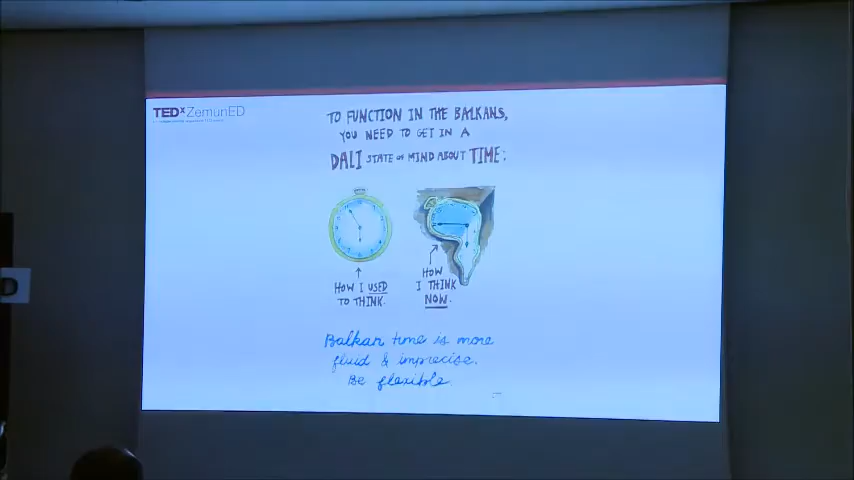 TEDxZemunED
TO FUNCTION IN THE BALKANS,
YOU NEED TO GET IN A
DALI STATE OF MIND ABOUT TIME:
HOW I USED
TO THINK.
HOW
I THINK
NOW.
Balkan time is more
fluid & imprecise.
Be flexible.